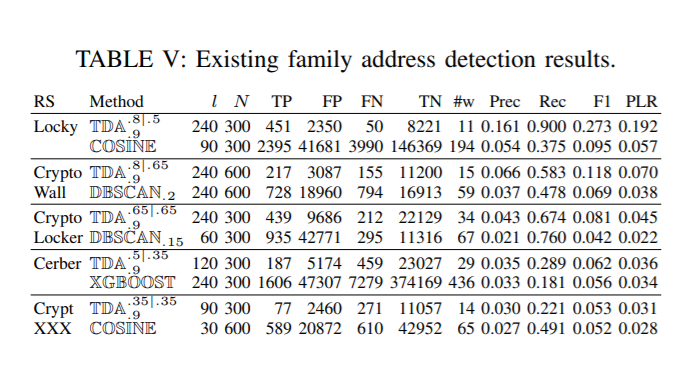 TABLE V: Existing family address detection results.
RS Method l N TP FP FN TN #w Prec Rec F1 PLR
Locky 𝕋𝔻𝔸.8|.5 .9 240 300 451 2350 50 8221 11 0.161 0.900 0.273 0.192
ℂ𝕆𝕊𝕀ℕ𝔼 90 300 2395 41681 3990 146369 194 0.054 0.375 0.095 0.057
Crypto 𝕋𝔻𝔸.8|.65 .9 240 600 217 3087 155 11200 15 0.066 0.583 0.118 0.070
Wall 𝔻𝔹𝕊ℂ𝔸ℕ.2 240 600 728 18960 794 16913 59 0.037 0.478 0.069 0.038
Crypto 𝕋𝔻𝔸.65|.65 .9 240 300 439 9686 212 22129 34 0.043 0.674 0.081 0.045
Locker 𝔻𝔹𝕊ℂ𝔸ℕ.15 60 300 935 42771 295 11316 67 0.021 0.760 0.042 0.022
Cerber 𝕋𝔻𝔸.5|.35 .9 120 300 187 5174 459 23027 29 0.035 0.289 0.062 0.036
𝕏𝔾𝔹𝕆𝕆𝕊𝕋 240 300 1606 47307 7279 374169 436 0.033 0.181 0.056 0.034
Crypt 𝕋𝔻𝔸.35|.35 .9 90 300 77 2460 271 11057 14 0.030 0.221 0.053 0.031
XXX ℂ𝕆𝕊𝕀ℕ𝔼 30 600 589 20872 610 42952 65 0.027 0.491 0.052 0.028